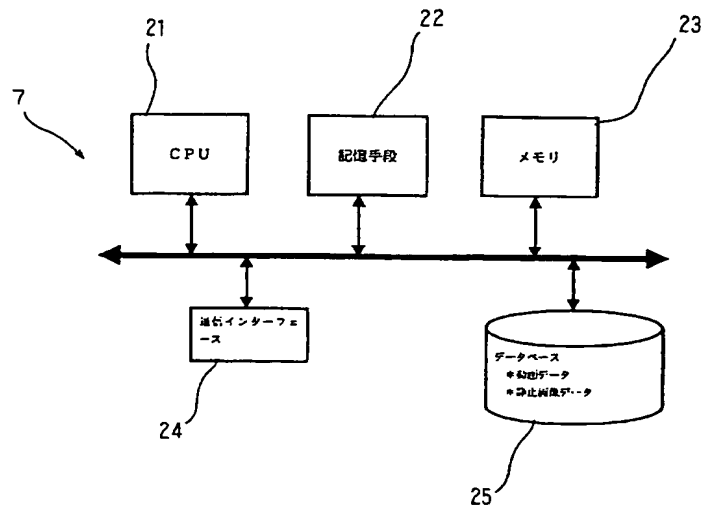 21
22
23
7
CPU
記憶手段
メモリ
通信インターフェ
ース
データベース
*動画データ
*静止画像データ
24
25